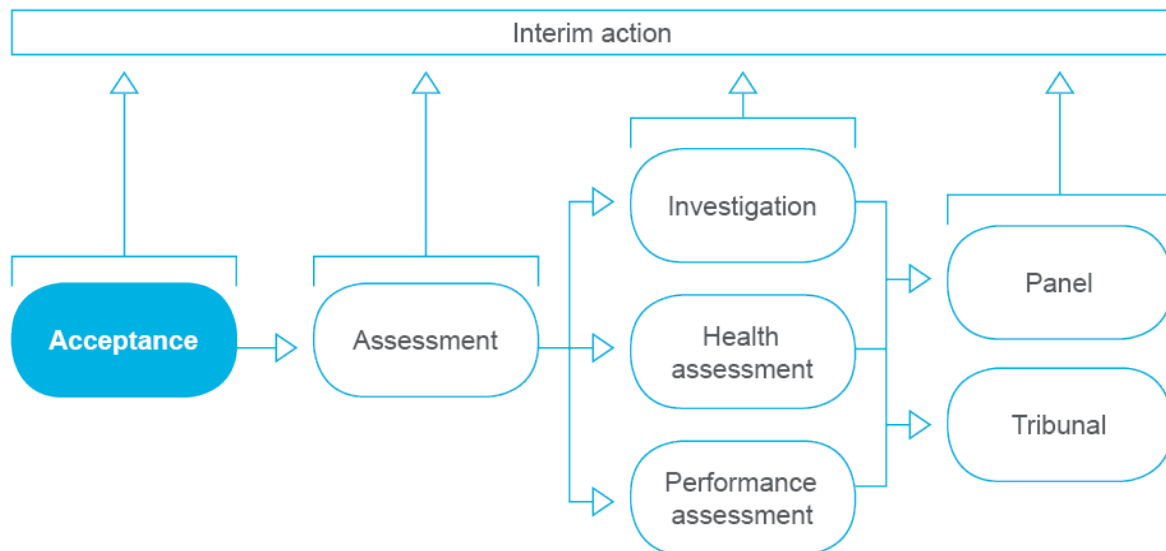 Interim action
Acceptance
Assessment
Investigation
Health
assessment
Performance
assessment
Panel
Tribunal